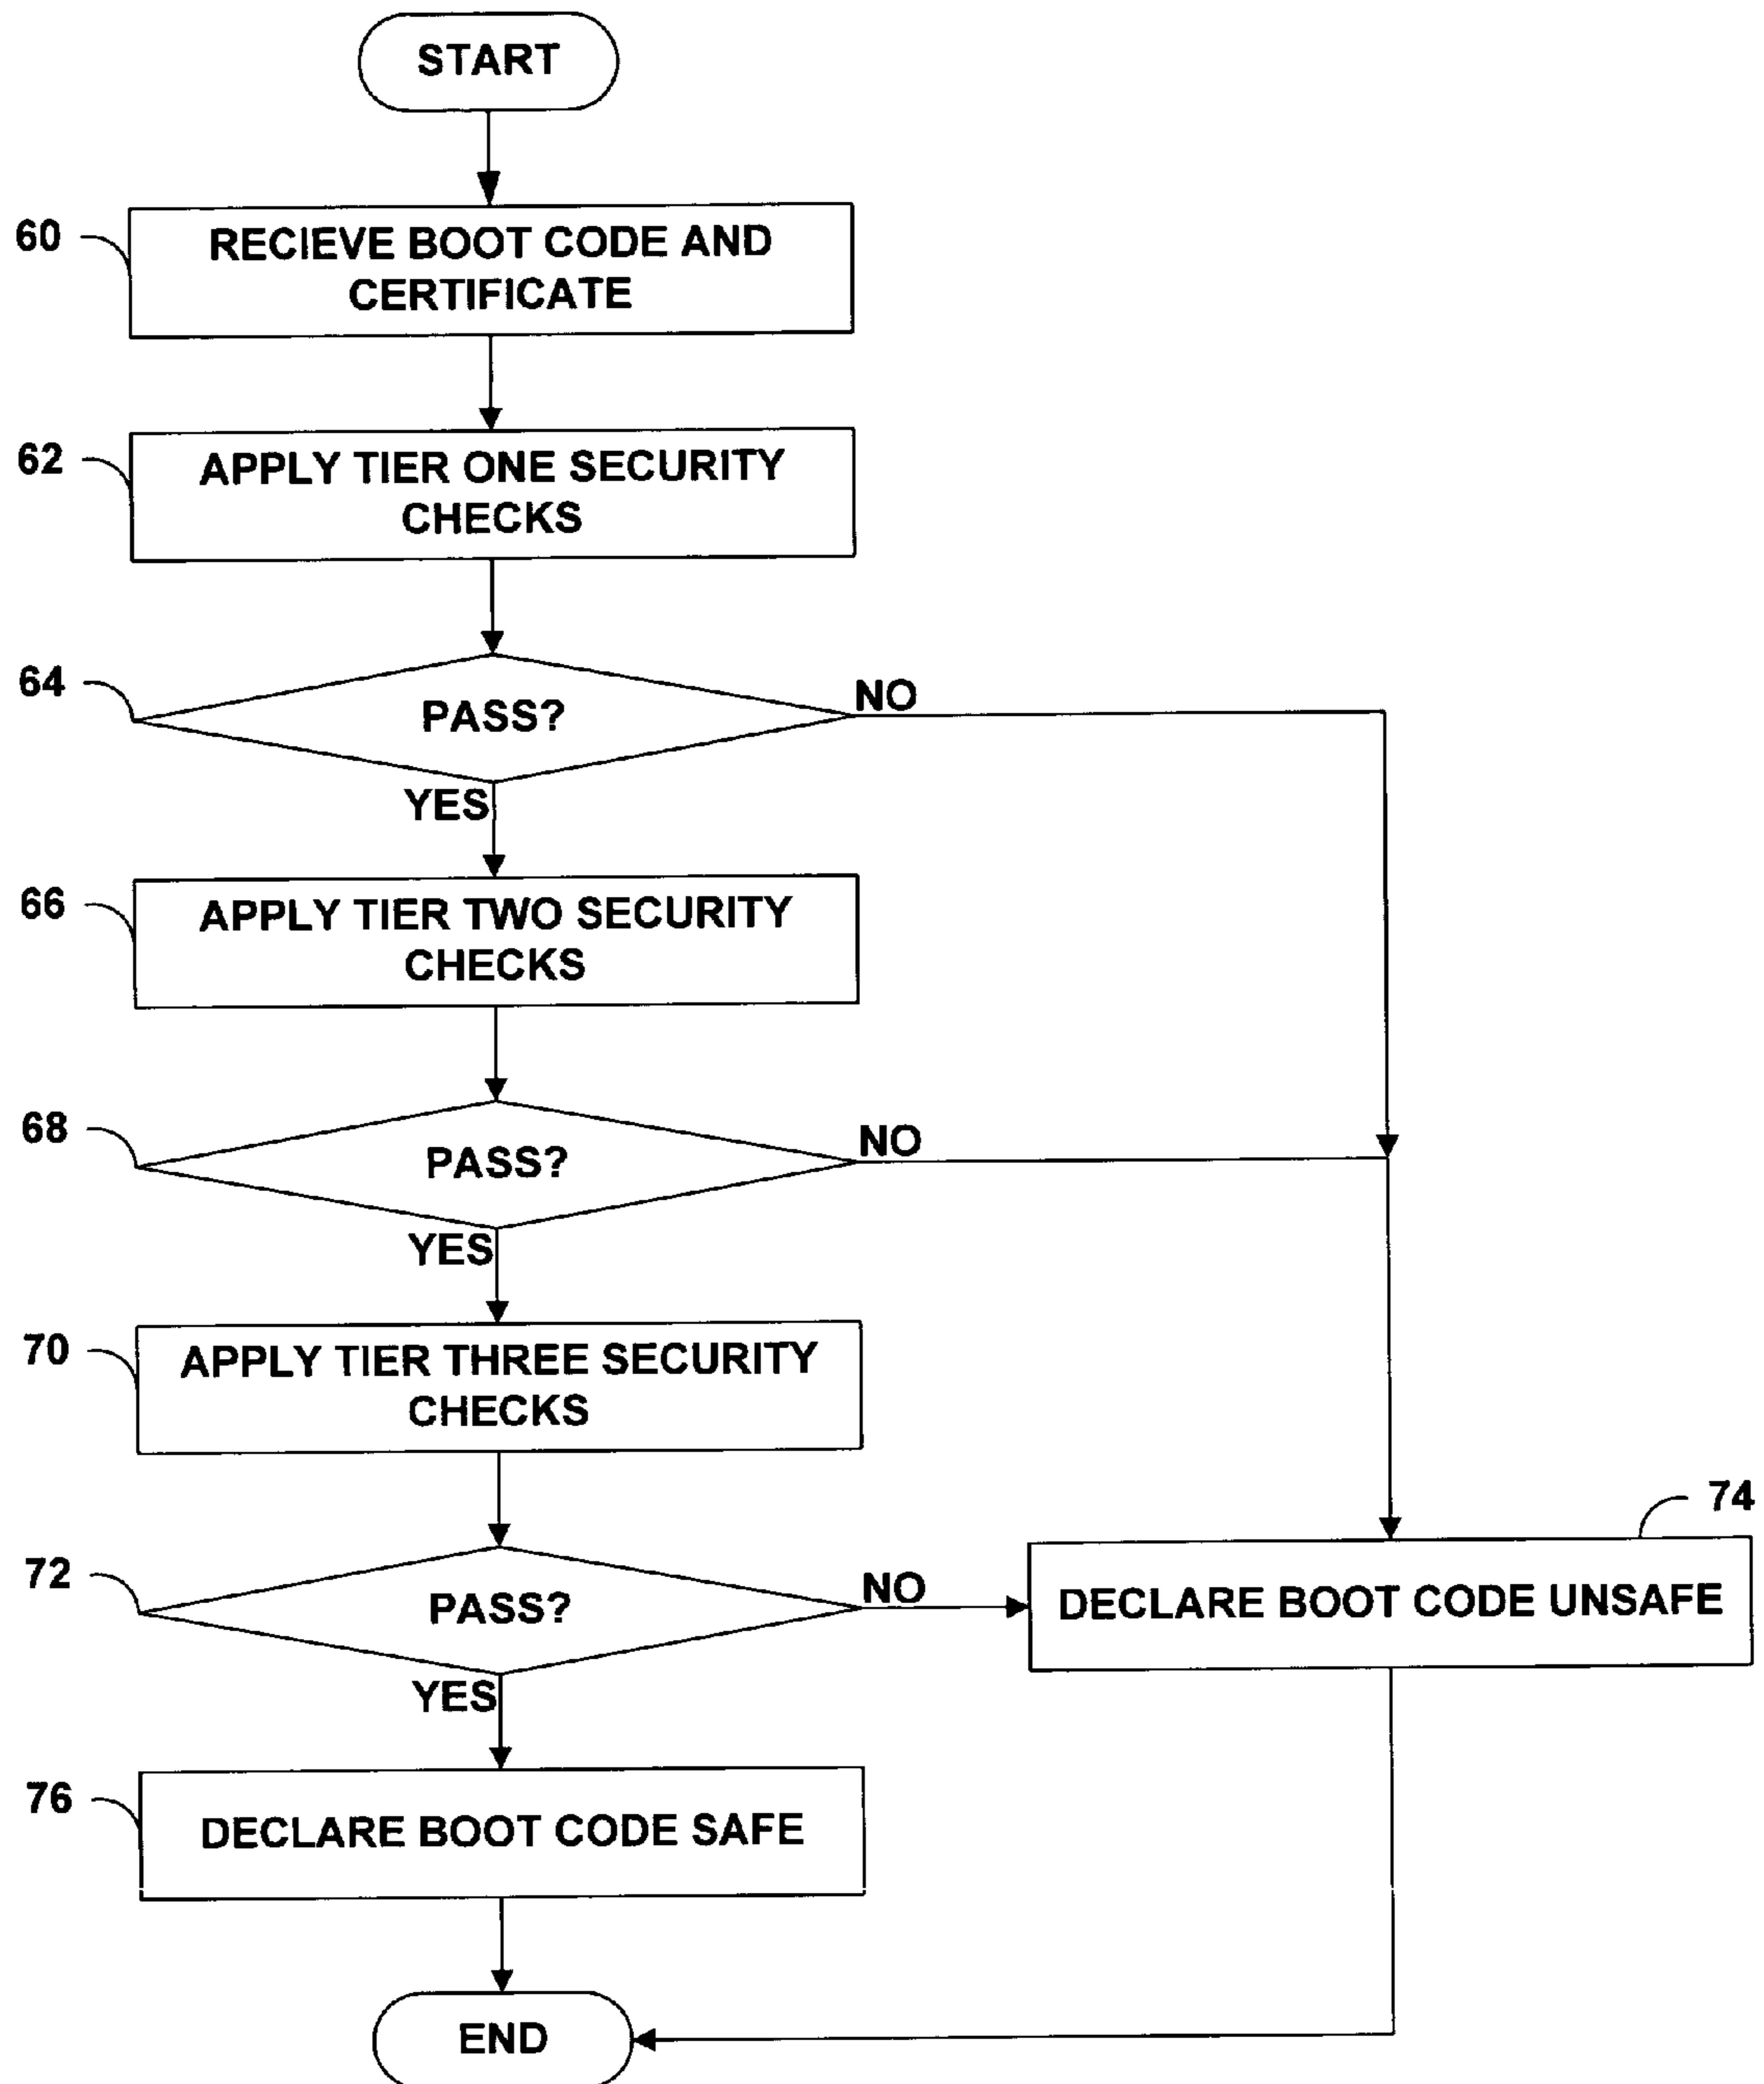 START
60
RECIEVE BOOT CODE AND
CERTIFICATE
62
APPLY TIER ONE SECURITY
CHECKS
64
PASS?
NO
YES
66
APPLY TIER TWO SECURITY
CHECKS
68
PASS?
NO
YES
70
APPLY TIER THREE SECURITY
CHECKS
72
PASS?
NO
74
DECLARE BOOT CODE UNSAFE
YES
76
DECLARE BOOT CODE SAFE
END